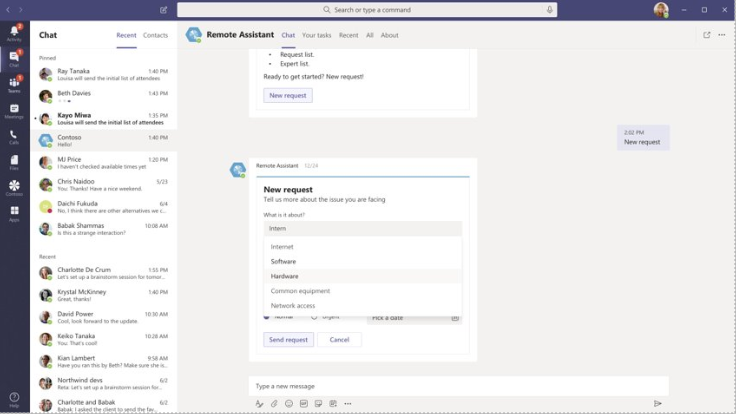 Search or type a command
2
Activity
1
Chat
1
Teams
Meetings
Calls
Files
Contoso
Apps
Help
Chat
Recent Contacts
Pinned
Ray Tanaka 1:40 PM
Louisa will send the initial list of attendees
Beth Davies 1:43 PM
Kayo Miwa 1:35 PM
Louisa will send the initial list of attendees
Contoso 1:40 PM
Hello!
MJ Price 1:20 PM
I haven't checked available times yet
Chris Naidoo 5/23
You: Thanks! Have a nice weekend.
Daichi Fukuda 6/4
No, I think there are other alternatives we c...
Babak Shammas 10:08 AM
Is this a strange interaction?
Recent
Charlotte De Crum 1:55 PM
Let's set up a brainstorm session for tomor...
Krystal McKinney 1:40 PM
Great, thanks!
David Power 10:30 AM
Cool, look forward to the update.
Keiko Tanaka 10:28 AM
You: That's cool!
Kian Lambert 9:58 AM
Have you ran this by Beth? Make sure she is...
Northwind devs 6/2
Reta: Let's set up a brainstorm session for...
Charlotte and Babak 6/2
Babak: I asked the client to send the fav...
Remote Assistant Chat Your tasks Recent All About
• Request list.
• Expert list.
Ready to get started? New request!
New request
2:02 PM
New request
Remote Assistant 12/24
New request
Tell us more about the issue you are facing
What is it about?
Intern
Internet
Software
Hardware
Common equipment
Network access
Normal Urgent Pick a date
Send request Cancel
Type a new message